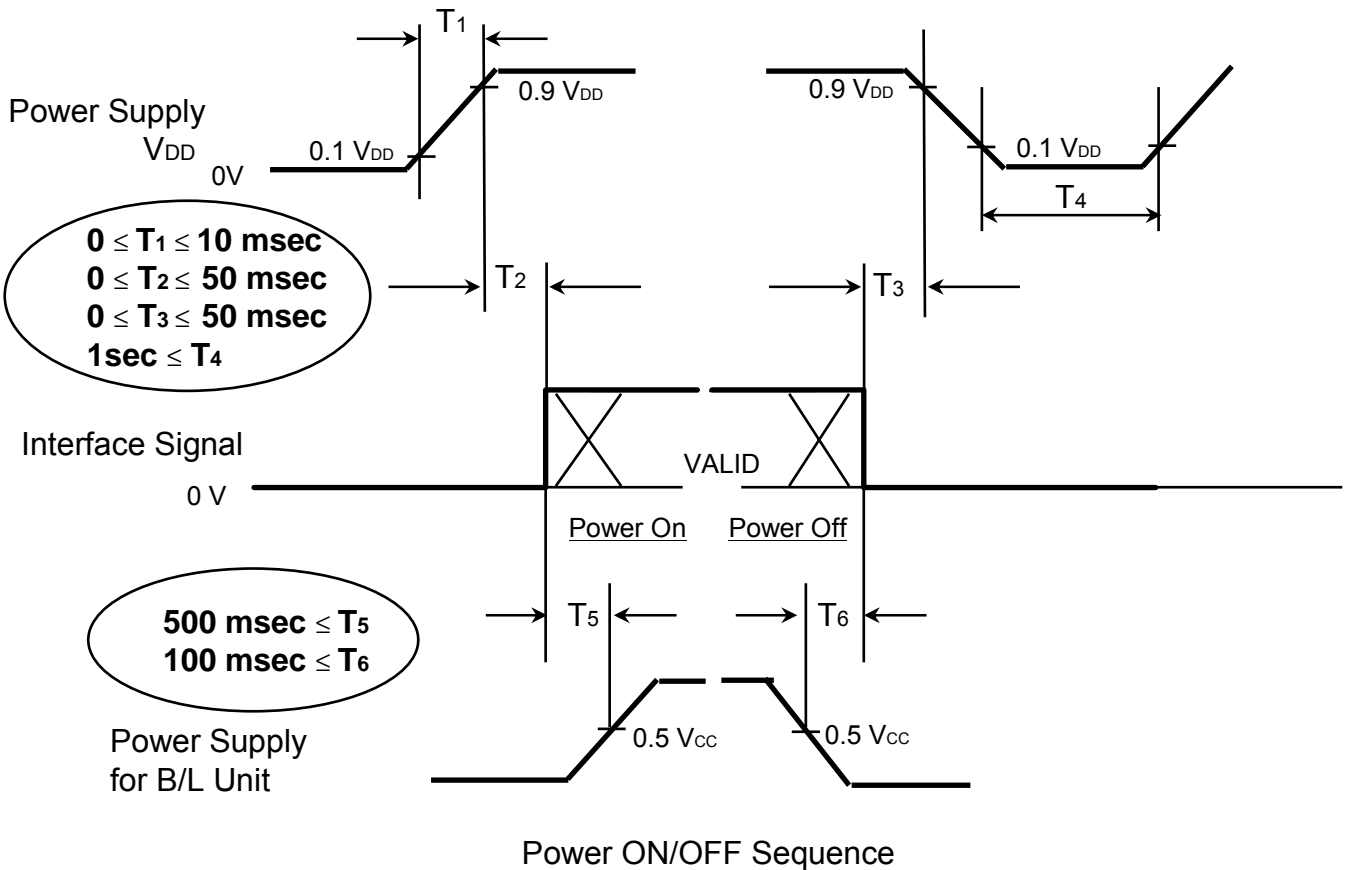 T1
0.9 VDD
0.9 VDD
Power Supply
VDD
0.1 VDD
0.1 VDD
0V
T4
0 ≤ T1 ≤ 10 msec
0 ≤ T2 ≤ 50 msec
0 ≤ T3 ≤ 50 msec
1sec ≤ T4
T2
T3
Interface Signal
VALID
0 V
Power On
Power Off
500 msec ≤ T5
100 msec ≤ T6
T5
T6
0.5 VCC
0.5 VCC
Power Supply
for B/L Unit
Power ON/OFF Sequence